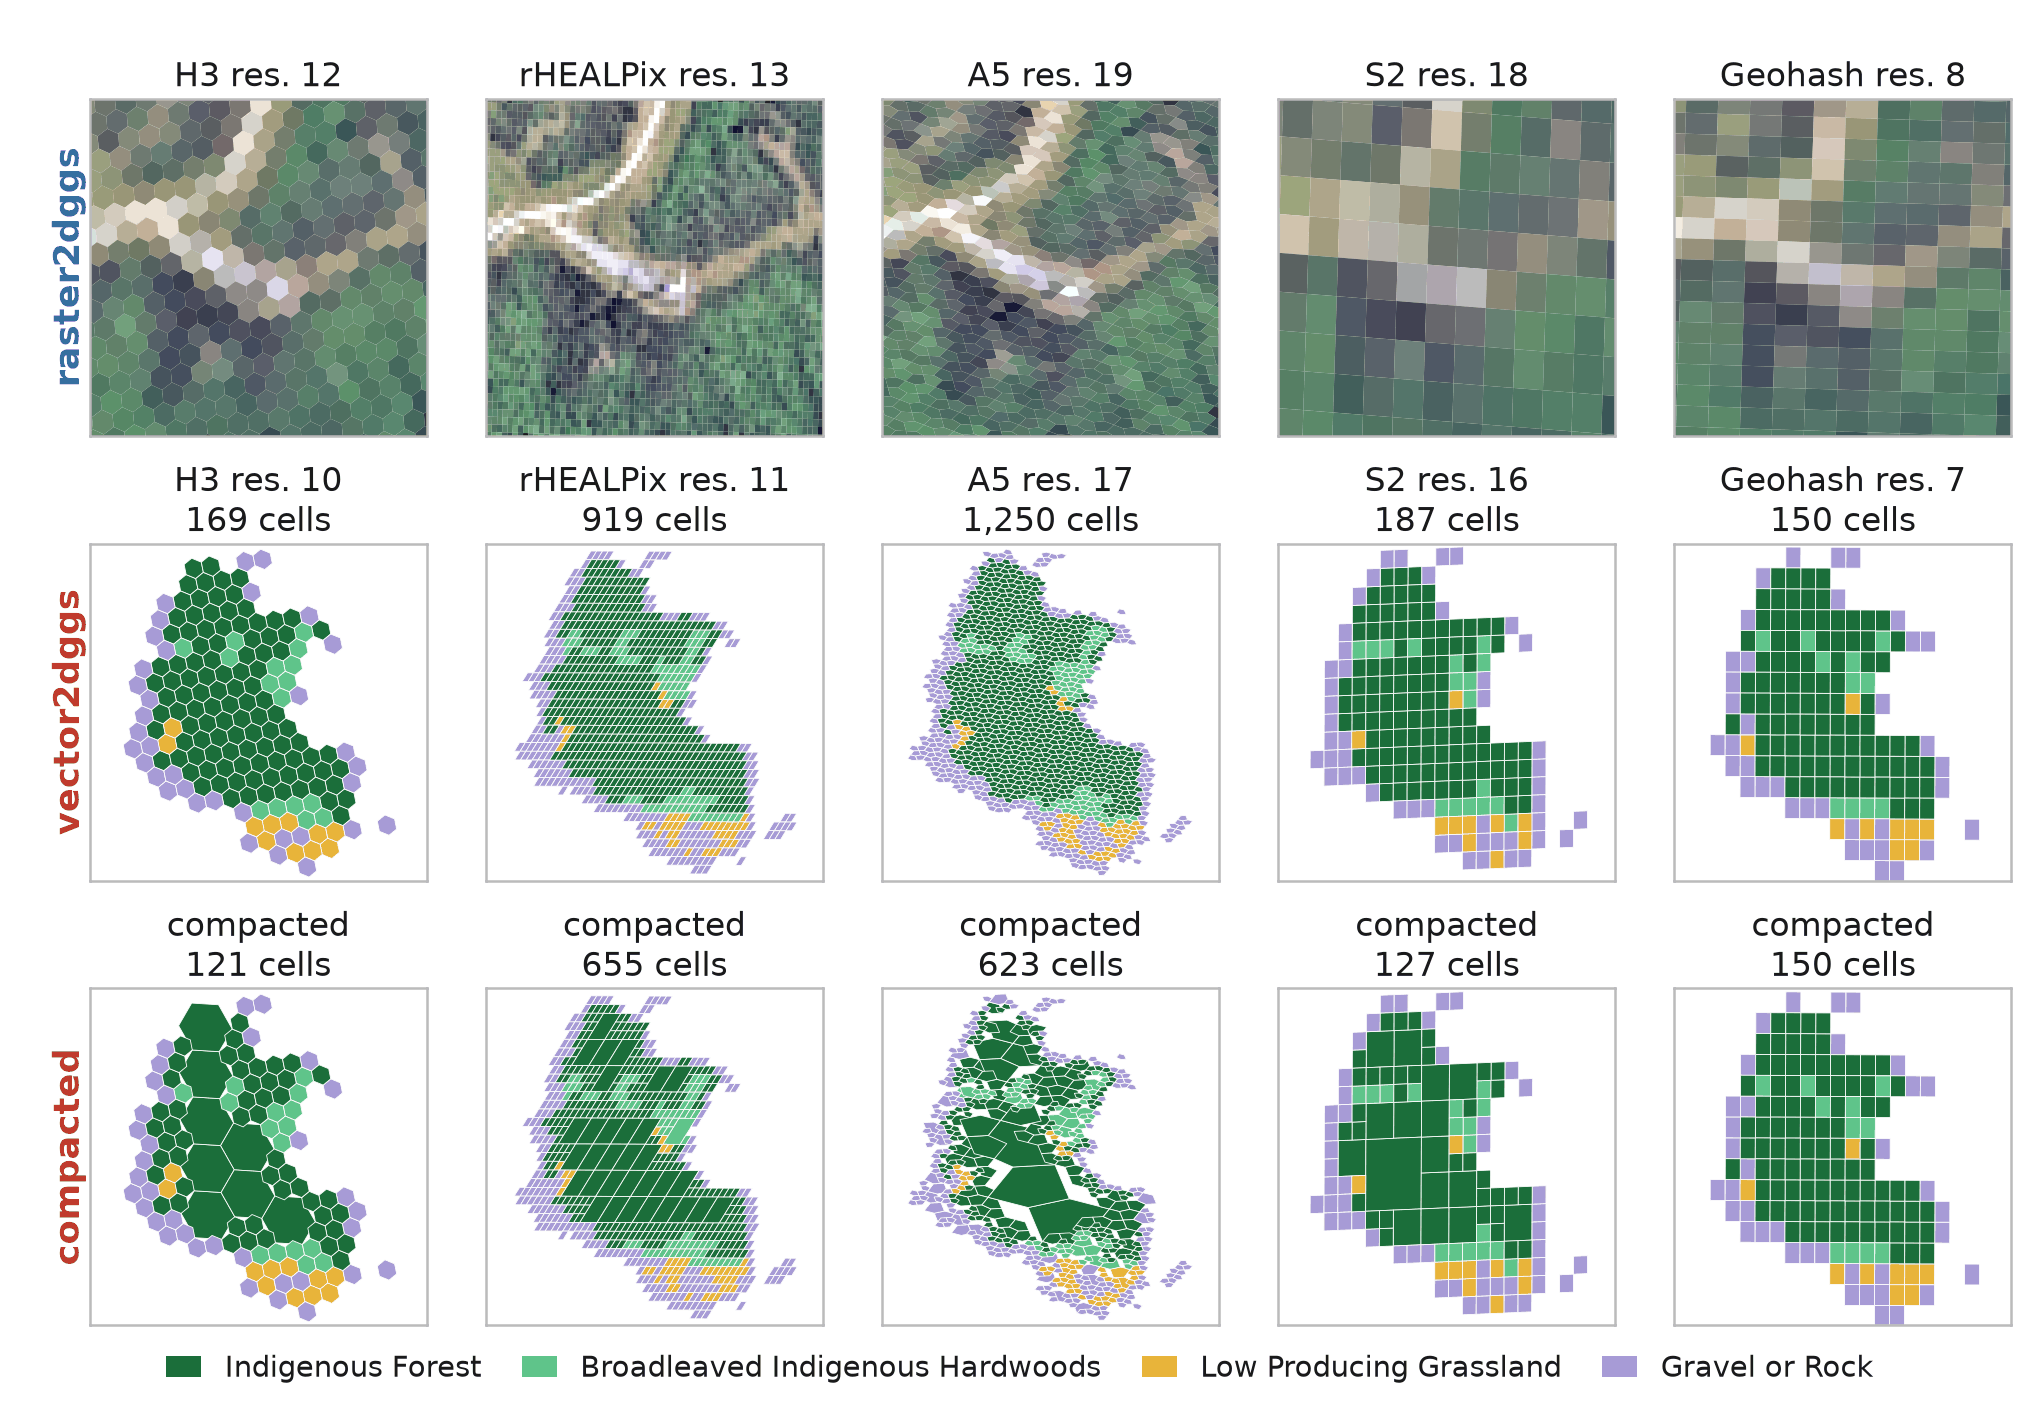 H3 res. 12
rHEALPix res. 13
A5 res. 19
S2 res. 18
Geohash res. 8
raster2dggs
H3 res. 10
169 cells
rHEALPix res. 11
919 cells
A5 res. 17
1,250 cells
S2 res. 16
187 cells
Geohash res. 7
150 cells
vector2dggs
compacted
121 cells
compacted
655 cells
compacted
623 cells
compacted
127 cells
compacted
150 cells
compacted
Indigenous Forest
Broadleaved Indigenous Hardwoods
Low Producing Grassland
Gravel or Rock